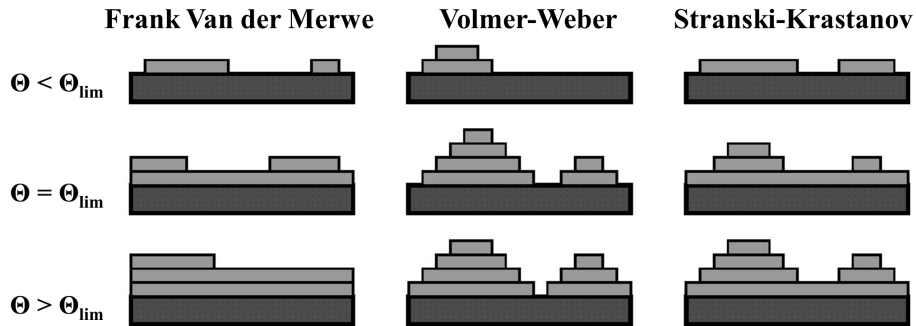 Frank Van der Merwe Volmer-Weber Stranski-Krastanov
Θ < Θlim
Θ = Θlim
Θ > Θlim